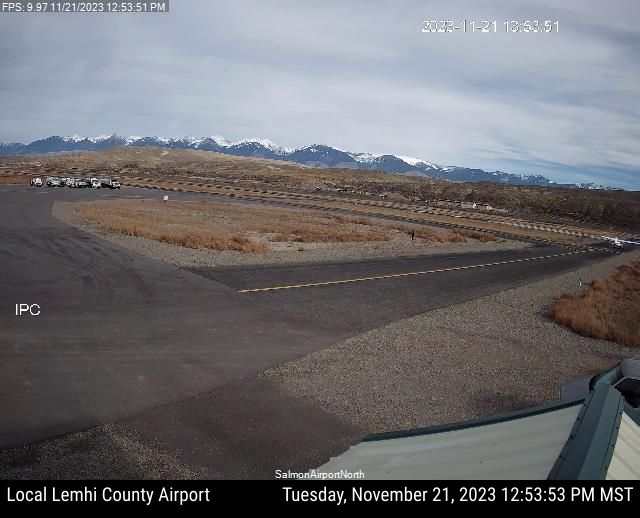 FPS: 9.97 11/21/2023 12:53:51 PM
2023-11-21 13:53:51
IPC
SalmonAirportNorth
Local Lemhi County Airport
Tuesday, November 21, 2023 12:53:53 PM MST